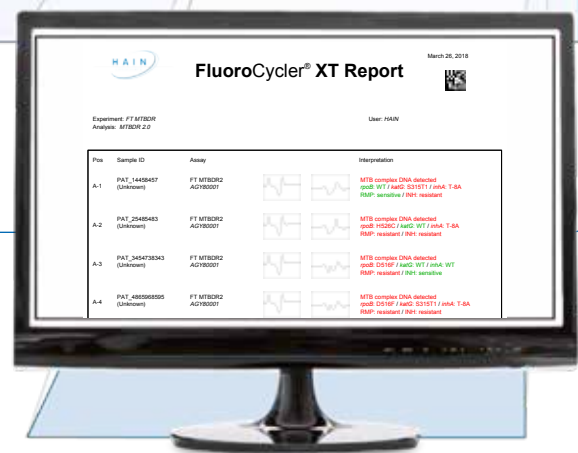 HAIN
FluoroCycler® XT Report
March 26, 2018
Experiment: FT MTBDR
User: HAIN
Analysis: MTBDR 2.0
Pos Sample ID Assay Interpretation
A-1 PAT_14458457 (Unknown) FT MTBDR2 AGY80001
MTB complex DNA detected
rpoB: WT / katG: S315T1 / inhA: T-8A
RMP: sensitive / INH: resistant
A-2 PAT_25485483 (Unknown) FT MTBDR2 AGY80001
MTB complex DNA detected
rpoB: H526C / katG: WT / inhA: T-8A
RMP: resistant / INH: resistant
A-3 PAT_3454738343 (Unknown) FT MTBDR2 AGY80001
MTB complex DNA detected
rpoB: D516F / katG: WT / inhA: WT
RMP: resistant / INH: sensitive
A-4 PAT_4865968595 (Unknown) FT MTBDR2 AGY80001
MTB complex DNA detected
rpoB: D516F / katG: S315T1 / inhA: T-8A
RMP: resistant / INH: resistant